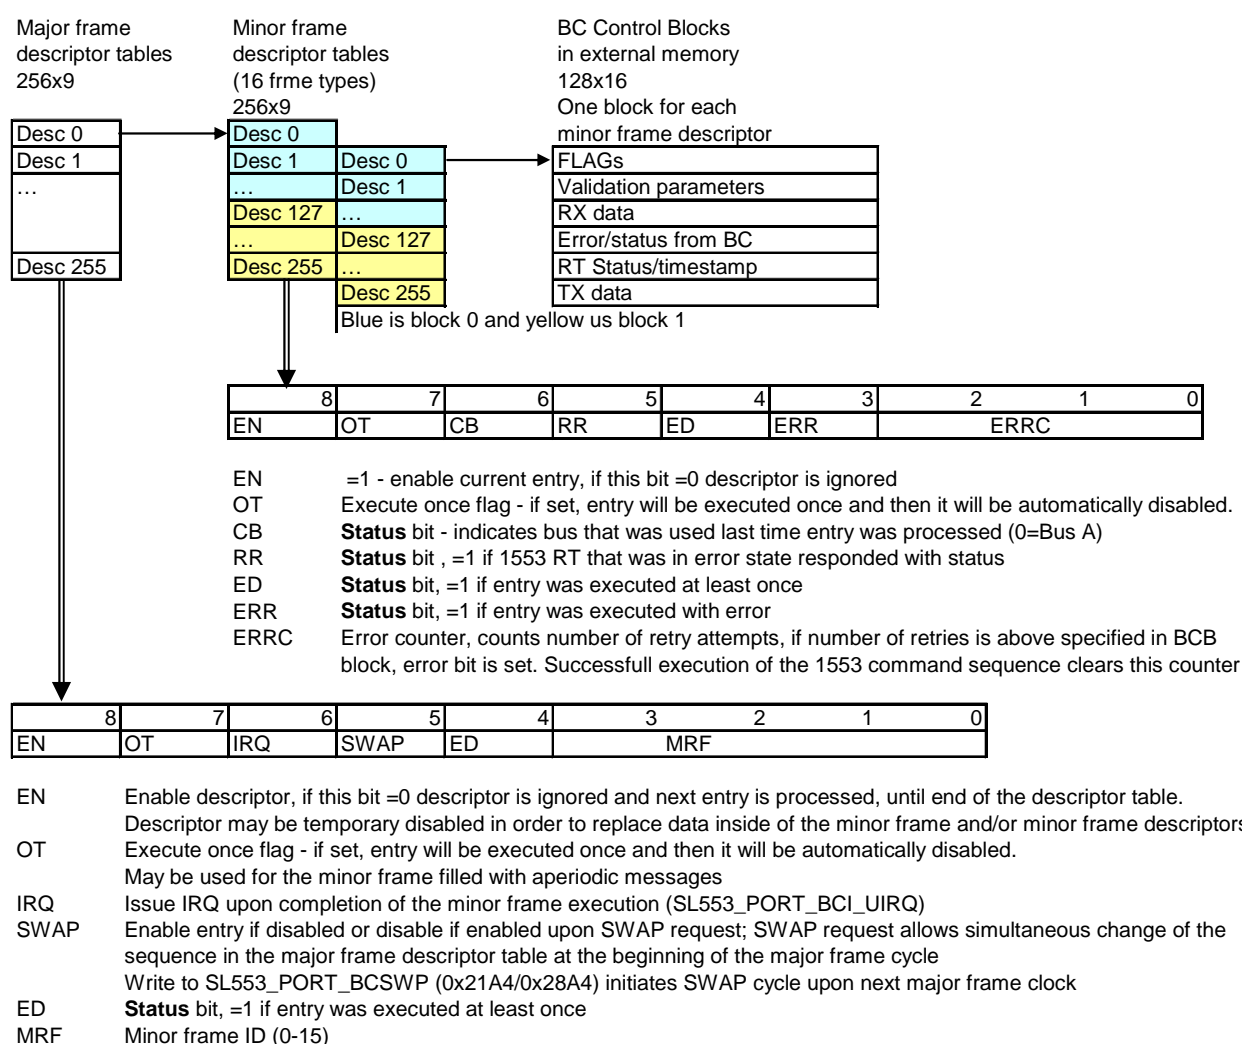 Major frame
descriptor tables
256x9
Minor frame
descriptor tables
(16 frme types)
256x9
BC Control Blocks
in external memory
128x16
One block for each
minor frame descriptor
Desc 0
Desc 1
…
Desc 255
Desc 0
Desc 1
…
Desc 127
…
Desc 255
Desc 0
Desc 1
…
Desc 127
…
Desc 255
FLAGs
Validation parameters
RX data
Error/status from BC
RT Status/timestamp
TX data
Blue is block 0 and yellow us block 1
8 7 6 5 4 3 2 1 0
EN OT CB RR ED ERR ERRC
EN =1 - enable current entry, if this bit =0 descriptor is ignored
OT Execute once flag - if set, entry will be executed once and then it will be automatically disabled.
CB Status bit - indicates bus that was used last time entry was processed (0=Bus A)
RR Status bit , =1 if 1553 RT that was in error state responded with status
ED Status bit, =1 if entry was executed at least once
ERR Status bit, =1 if entry was executed with error
ERRC Error counter, counts number of retry attempts, if number of retries is above specified in BCB
block, error bit is set. Successfull execution of the 1553 command sequence clears this counter
8 7 6 5 4 3 2 1 0
EN OT IRQ SWAP ED MRF
EN Enable descriptor, if this bit =0 descriptor is ignored and next entry is processed, until end of the descriptor table.
Descriptor may be temporary disabled in order to replace data inside of the minor frame and/or minor frame descriptors
OT Execute once flag - if set, entry will be executed once and then it will be automatically disabled.
May be used for the minor frame filled with aperiodic messages
IRQ Issue IRQ upon completion of the minor frame execution (SL553_PORT_BCI_UIRQ)
SWAP Enable entry if disabled or disable if enabled upon SWAP request; SWAP request allows simultaneous change of the
sequence in the major frame descriptor table at the beginning of the major frame cycle
Write to SL553_PORT_BCSWP (0x21A4/0x28A4) initiates SWAP cycle upon next major frame clock
ED Status bit, =1 if entry was executed at least once
MRF Minor frame ID (0-15)